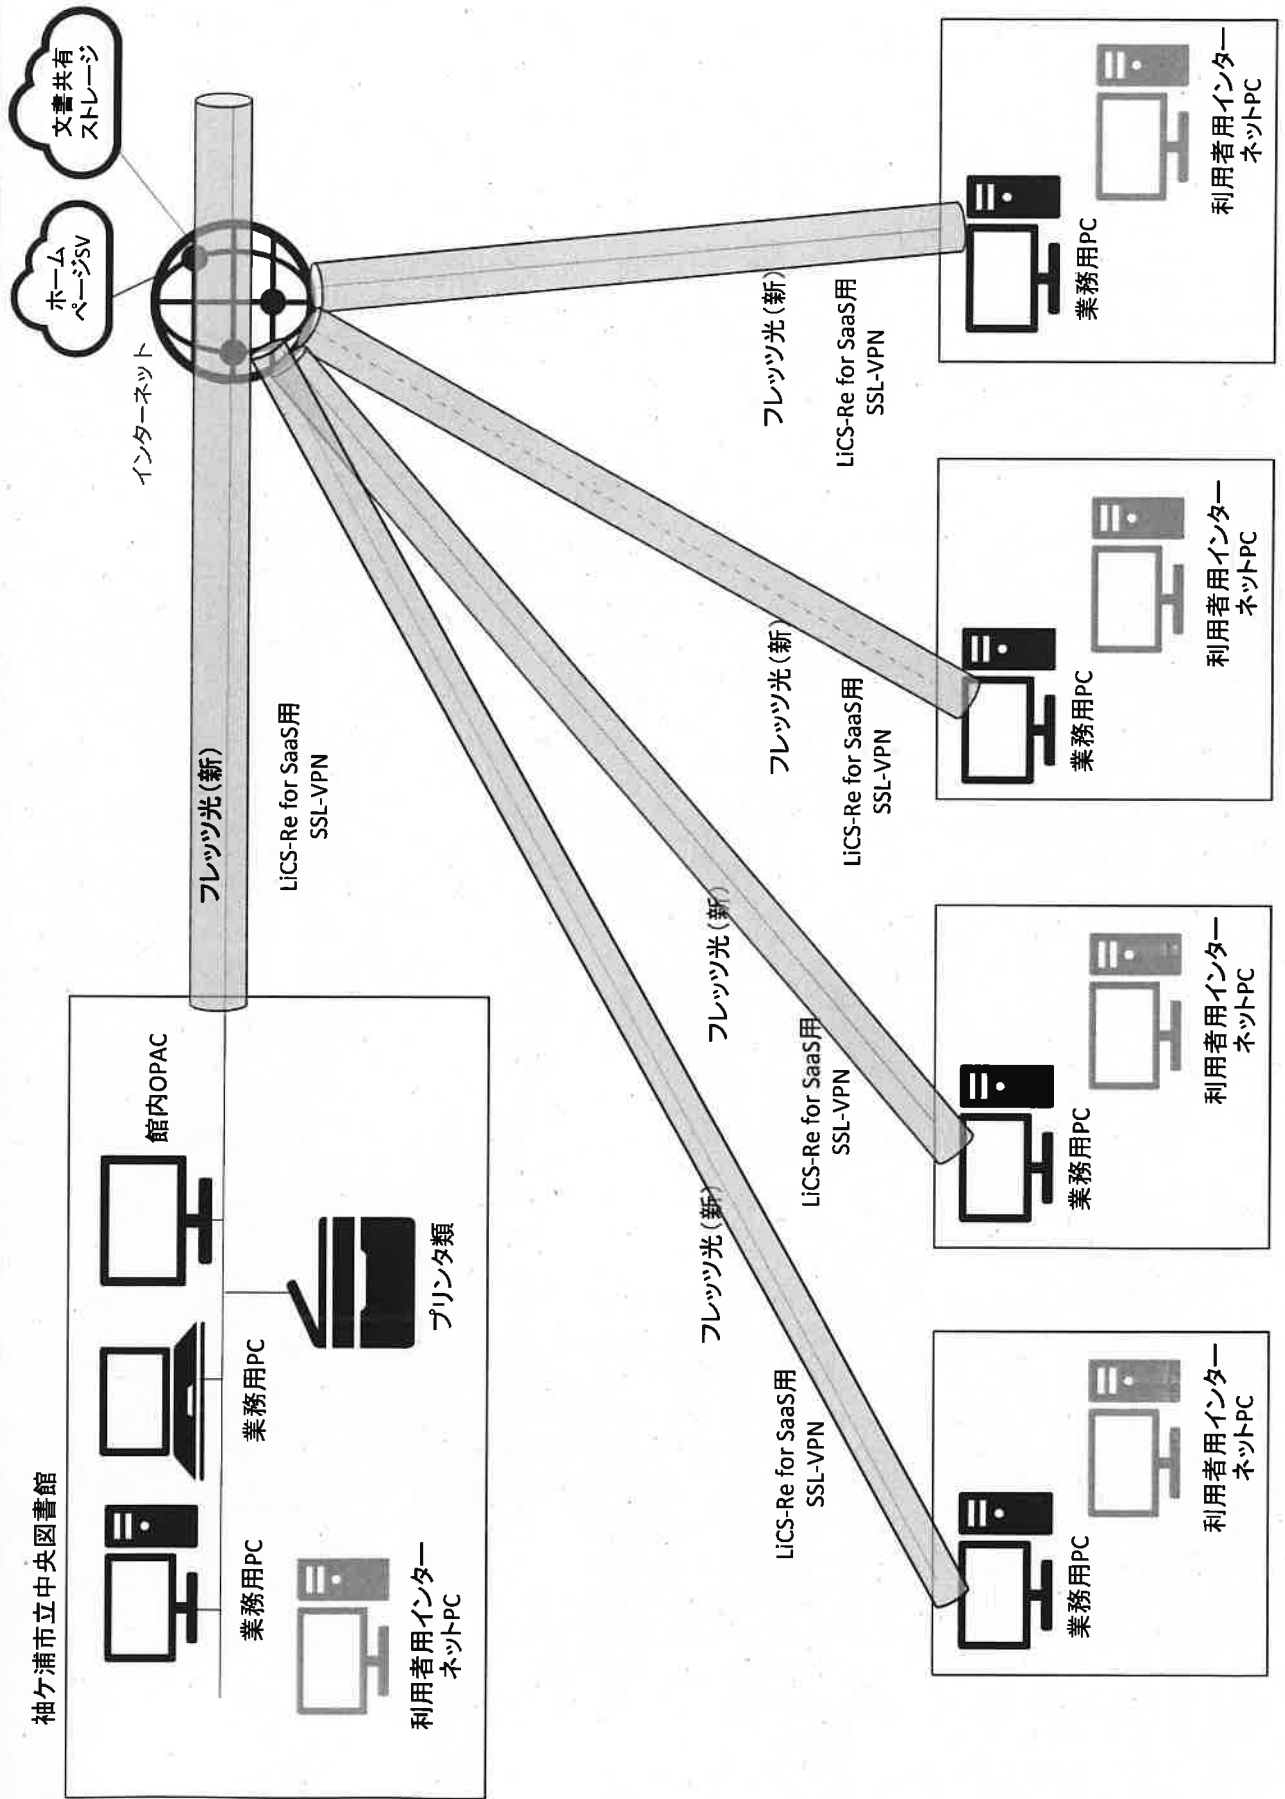 袖ケ浦市立中央図書館
業務用PC
業務用PC
館内OPAC
利用者用インター
ネットPC
プリンタ類
フレッツ光(新)
LiCS-Re for SaaS用
SSL-VPN
インターネット
ホーム
ページSV
文書共有
ストレージ
フレッツ光(新)
LiCS-Re for SaaS用
SSL-VPN
業務用PC
利用者用インター
ネットPC
フレッツ光(新)
LiCS-Re for SaaS用
SSL-VPN
業務用PC
利用者用インター
ネットPC
フレッツ光(新)
LiCS-Re for SaaS用
SSL-VPN
業務用PC
利用者用インター
ネットPC
フレッツ光(新)
LiCS-Re for SaaS用
SSL-VPN
業務用PC
利用者用インター
ネットPC